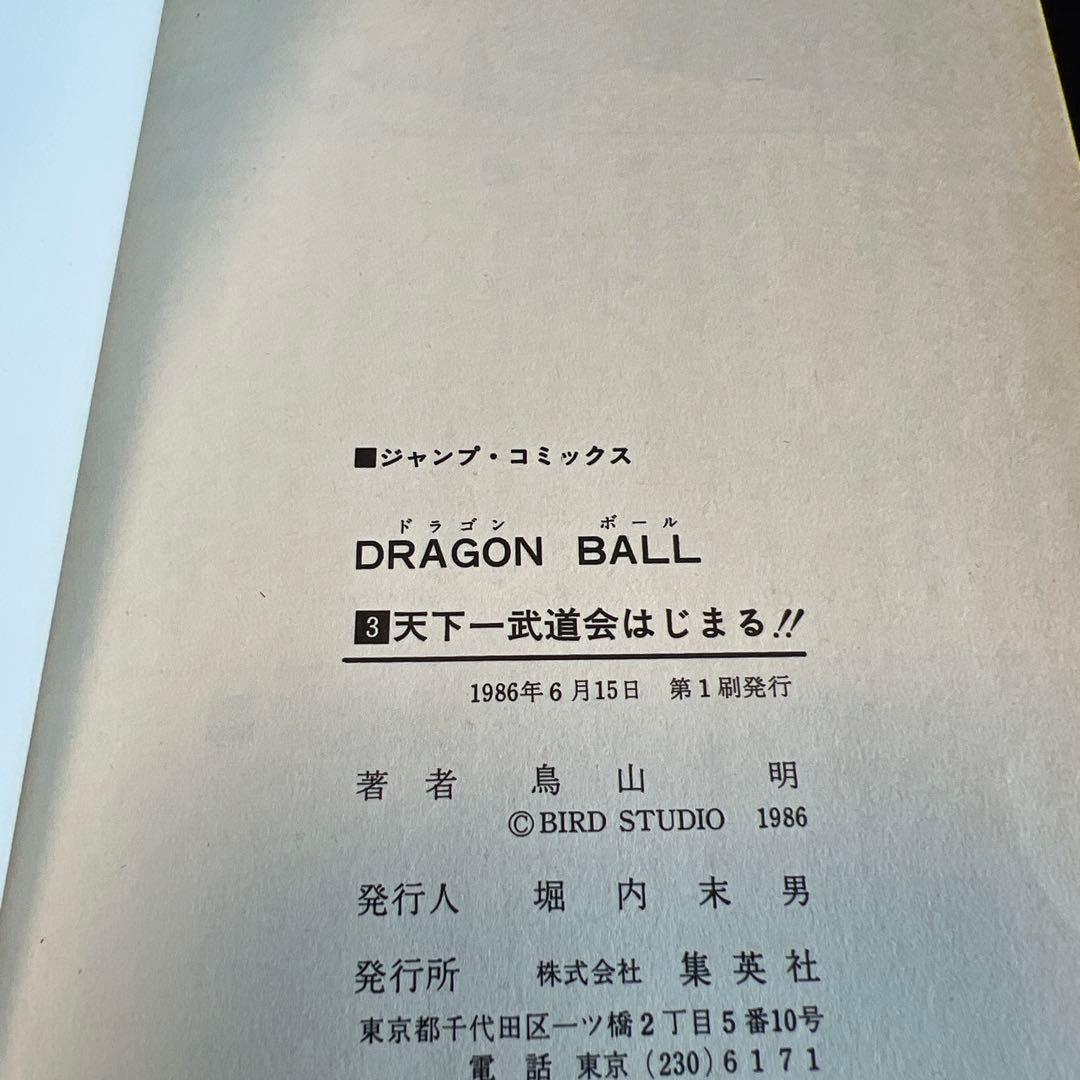 ■ジャンプ・コミックス
ドラゴン ボール
DRAGON BALL
3 天下一武道会はじまる!!
1986年6月15日 第1刷発行
著者 鳥山 明
©BIRD STUDIO 1986
発行人 堀内末男
発行所 株式会社 集英社
東京都千代田区一ツ橋2丁目5番10号
電話 東京(230)6171